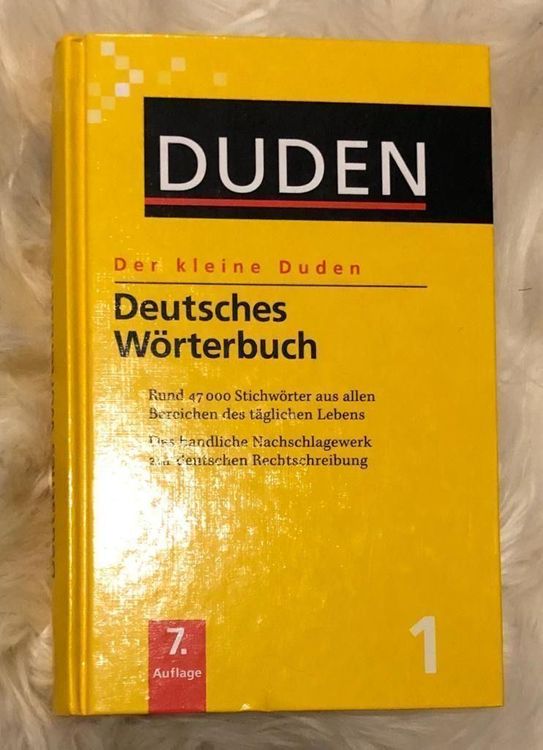 DUDEN
Der kleine Duden
Deutsches
Wörterbuch
Rund 47 000 Stichwörter aus allen
Bereichen des täglichen Lebens
Das handliche Nachschlagewerk
zur deutschen Rechtschreibung
7.
Auflage
1